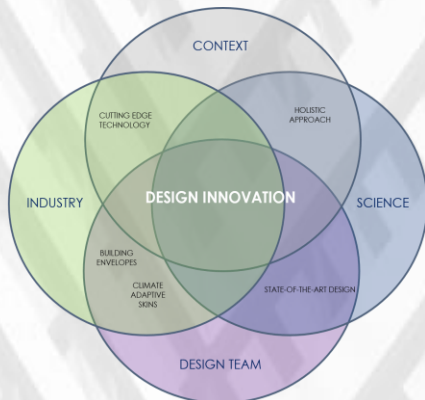 CONTEXT
CUTTING EDGE
TECHNOLOGY
HOLISTIC
APPROACH
INDUSTRY
DESIGN INNOVATION
SCIENCE
BUILDING
ENVELOPES
CLIMATE
ADAPTIVE
SKINS
STATE-OF-THE-ART DESIGN
DESIGN TEAM